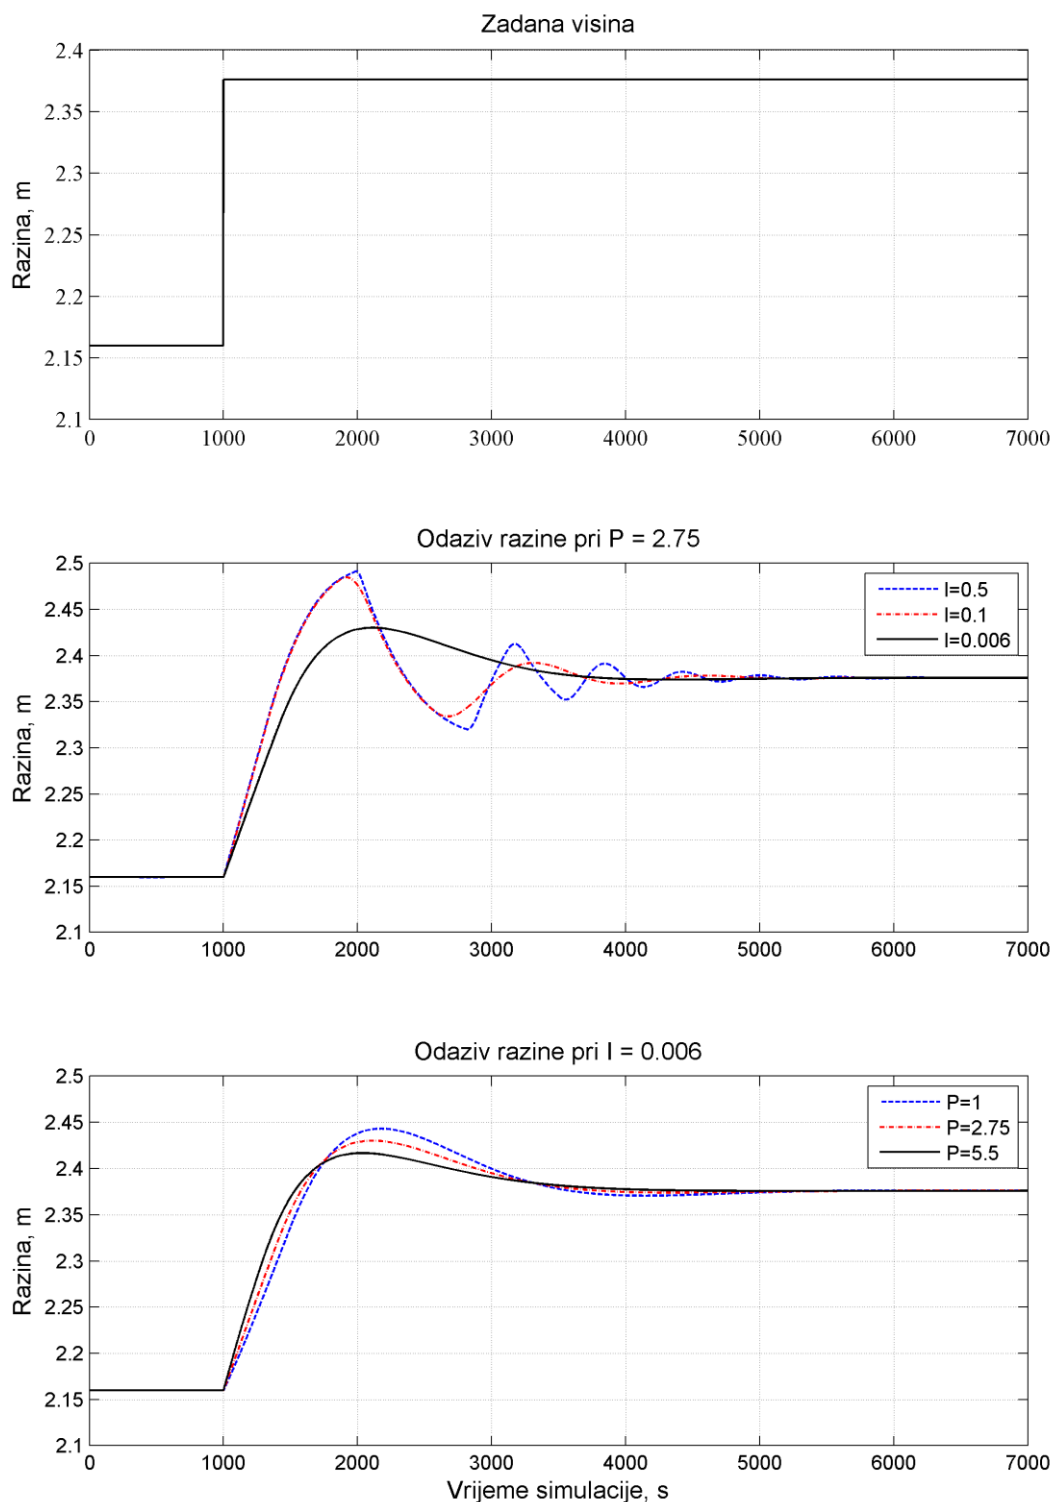 Zadana visina
2.4
2.35
2.3
2.25
2.2
2.15
2.1
Razina, m
0 1000 2000 3000 4000 5000 6000 7000
Odaziv razine pri P = 2.75
2.5
2.45
2.4
2.35
2.3
2.25
2.2
2.15
2.1
Razina, m
I=0.5
I=0.1
I=0.006
0 1000 2000 3000 4000 5000 6000 7000
Odaziv razine pri I = 0.006
2.5
2.45
2.4
2.35
2.3
2.25
2.2
2.15
2.1
Razina, m
P=1
P=2.75
P=5.5
0 1000 2000 3000 4000 5000 6000 7000
Vrijeme simulacije, s